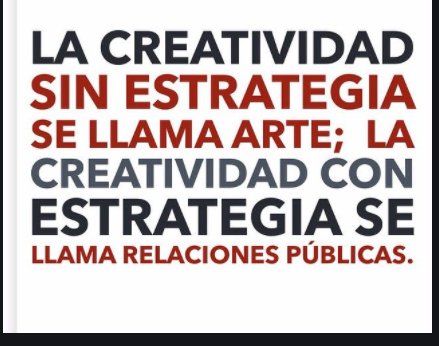 LA CREATIVIDAD
SIN ESTRATEGIA
SE LLAMA ARTE; LA
CREATIVIDAD CON
ESTRATEGIA SE
LLAMA RELACIONES PÚBLICAS.